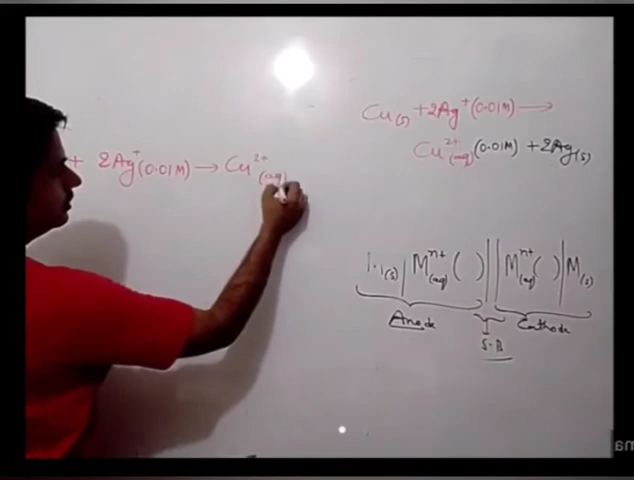 + 2Ag⁺(0.01M) → Cu²⁺(aq)
Cu(s) + 2Ag⁺(0.01M) →
Cu²⁺(aq)(0.01M) + 2Ag(s)
(s) | Mⁿ⁺(aq) ( ) || Mⁿ⁺(aq) ( ) | M(s)
Anode Cathode
S.B